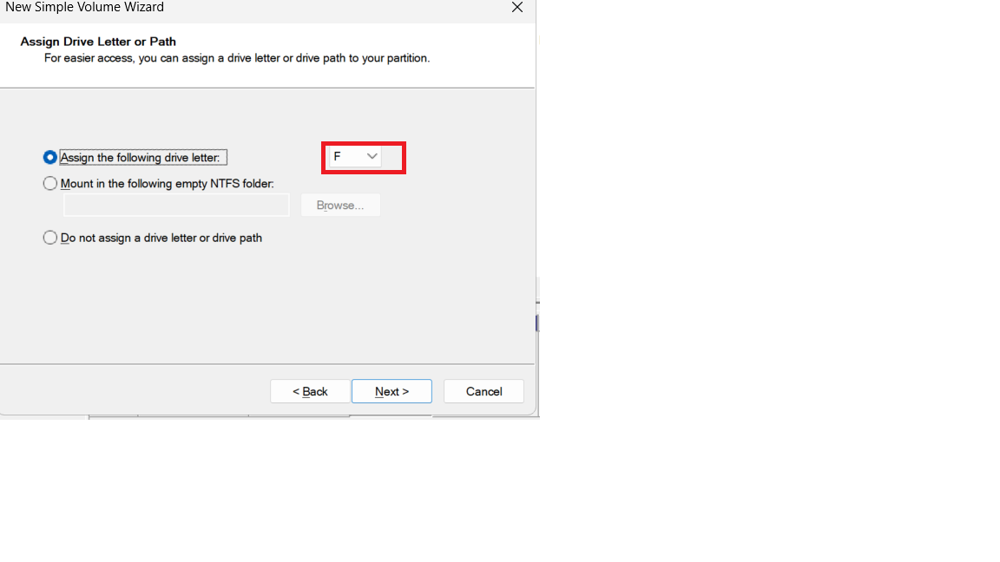 New Simple Volume Wizard
Assign Drive Letter or Path
For easier access, you can assign a drive letter or drive path to your partition.
Assign the following drive letter: F
Mount in the following empty NTFS folder:
Browse...
Do not assign a drive letter or drive path
< Back Next > Cancel